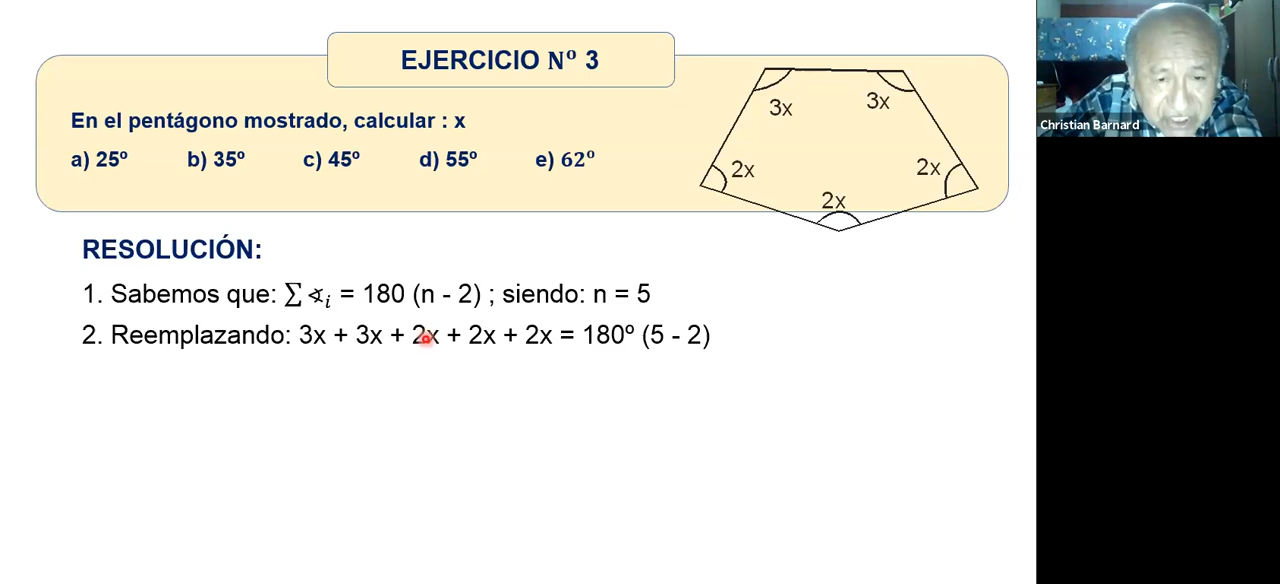 EJERCICIO Nº 3
En el pentágono mostrado, calcular : x
a) 25º b) 35º c) 45º d) 55º e) 62º
3x 3x
2x 2x
2x
Christian Barnard
RESOLUCIÓN:
1. Sabemos que: ∑ ∢ᵢ = 180 (n - 2) ; siendo: n = 5
2. Reemplazando: 3x + 3x + 2x + 2x + 2x = 180º (5 - 2)